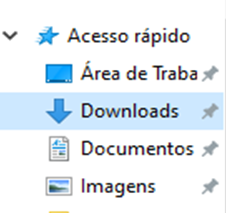 Acesso rápido
Área de Traba
Downloads
Documentos
Imagens